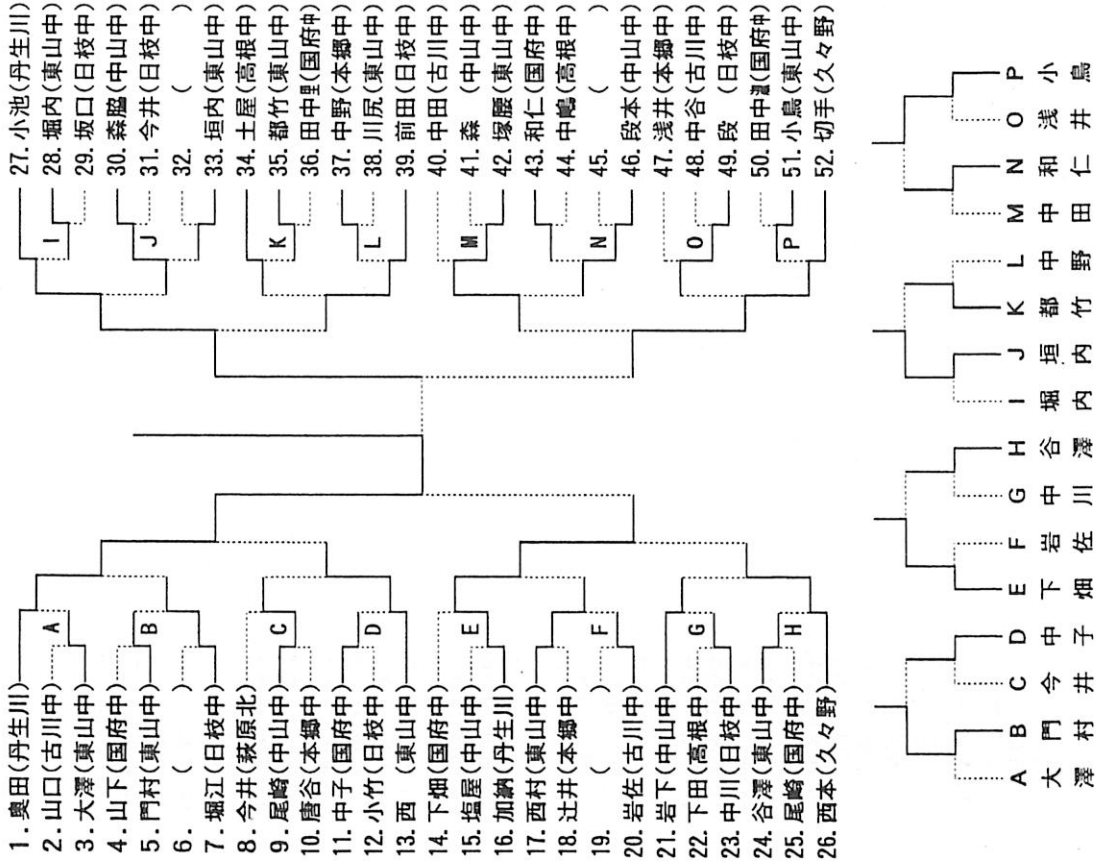 1. 奥田(丹生川)
2. 山口(古川中)
3. 大澤(東山中)
4. 山下(国府中)
5. 門村(東山中)
6. (　　)
7. 堀江(日枝中)
8. 今井(萩原北)
9. 尾崎(中山中)
10. 唐谷(本郷中)
11. 中子(国府中)
12. 小竹(日枝中)
13. 西 (東山中)
14. 下畑(国府中)
15. 塩屋(中山中)
16. 加納(丹生川)
17. 西村(東山中)
18. 辻井(本郷中)
19. (　　)
20. 岩佐(古川中)
21. 岩下(中山中)
22. 下田(高根中)
23. 中川(日枝中)
24. 谷澤(東山中)
25. 尾崎(国府中)
26. 西本(久々野)
A
B
C
D
E
F
G
H
27. 小池(丹生川)
28. 堀内(東山中)
29. 坂口(日枝中)
30. 森脇(中山中)
31. 今井(日枝中)
32. (　　)
33. 垣内(東山中)
34. 土屋(高根中)
35. 都竹(東山中)
36. 田中里(国府中)
37. 中野(本郷中)
38. 川尻(東山中)
39. 前田(日枝中)
40. 中田(古川中)
41. 森 (中山中)
42. 塚腰(東山中)
43. 和仁(国府中)
44. 中嶋(高根中)
45. (　　)
46. 段本(中山中)
47. 浅井(本郷中)
48. 中谷(古川中)
49. 段 (日枝中)
50. 田中(国府中)
51. 小鳥(東山中)
52. 切手(久々野)
I
J
K
L
M
N
O
P
A 大澤
B 門村
C 今井
D 中子
E 下畑
F 岩佐
G 中川
H 谷澤
I 堀内
J 垣内
K 都竹
L 中野
M 中田
N 和仁
O 浅井
P 小鳥